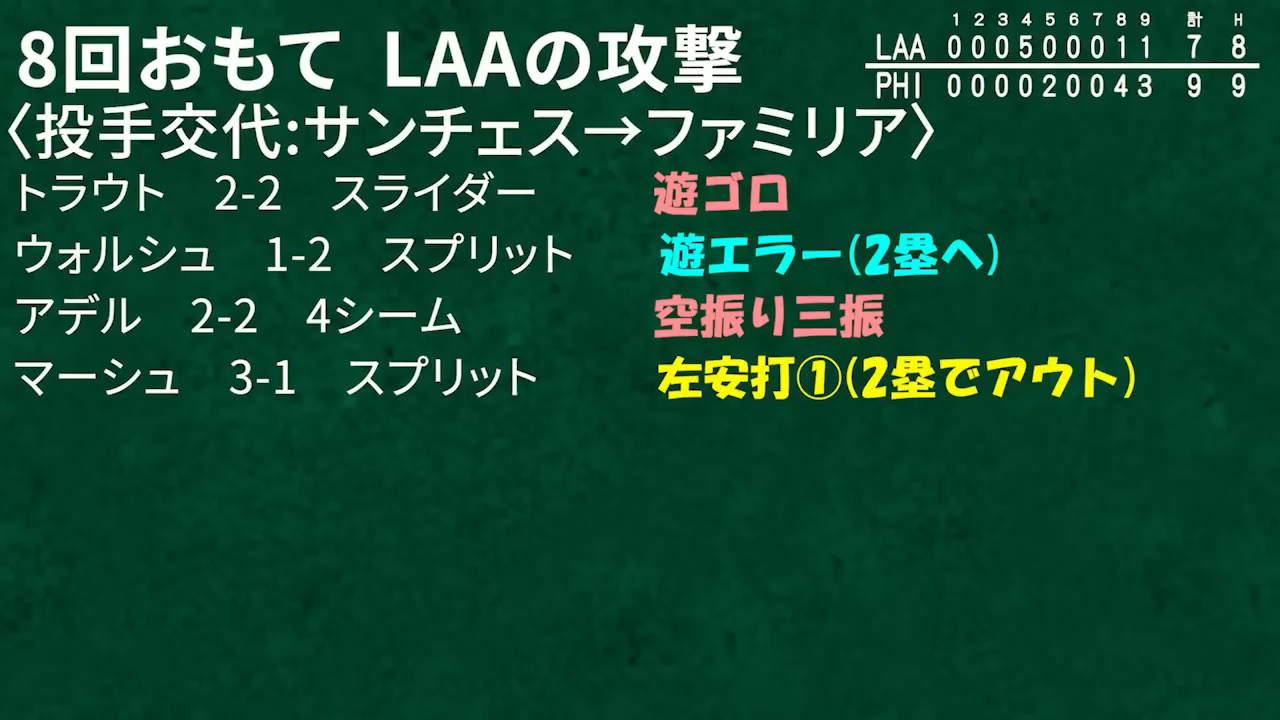 8回おもて LAAの攻撃
1 2 3 4 5 6 7 8 9 計 H
LAA 0 0 0 5 0 0 0 1 1 7 8
PHI 0 0 0 0 2 0 0 4 3 9 9
〈投手交代:サンチェス→ファミリア〉
トラウト 2-2 スライダー 遊ゴロ
ウォルシュ 1-2 スプリット 遊エラー(2塁へ)
アデル 2-2 4シーム 空振り三振
マーシュ 3-1 スプリット 左安打①(2塁でアウト)